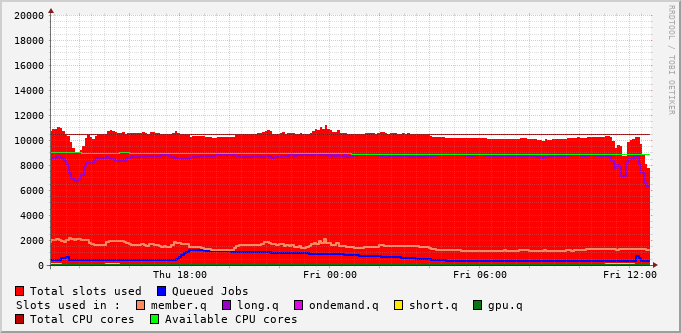 RRDTOOL / TOBI OETIKER
20000
18000
16000
14000
12000
10000
8000
6000
4000
2000
0
Thu 18:00 Fri 00:00 Fri 06:00 Fri 12:00
Total slots used Queued Jobs
Slots used in : member.q long.q ondemand.q short.q gpu.q
Total CPU cores Available CPU cores